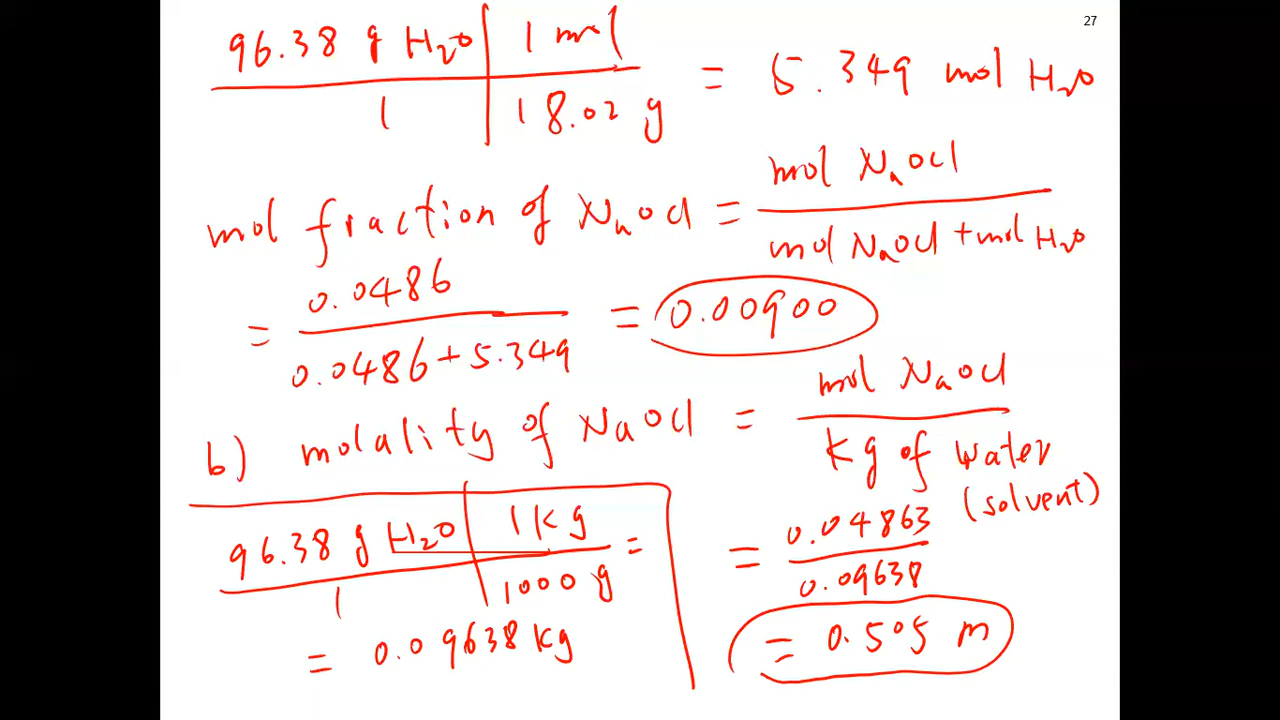 27
96.38 g H₂O | 1 mol
1 | 18.02 g
= 5.349 mol H₂O
mol fraction of NaOCl = mol NaOCl
mol NaOCl + mol H₂O
= 0.0486
0.0486 + 5.349
= 0.00900
b) molality of NaOCl = mol NaOCl
kg of water
(solvent)
96.38 g H₂O | 1 kg =
1 | 1000 g
= 0.09638 kg
= 0.04863
0.09638
= 0.505 m